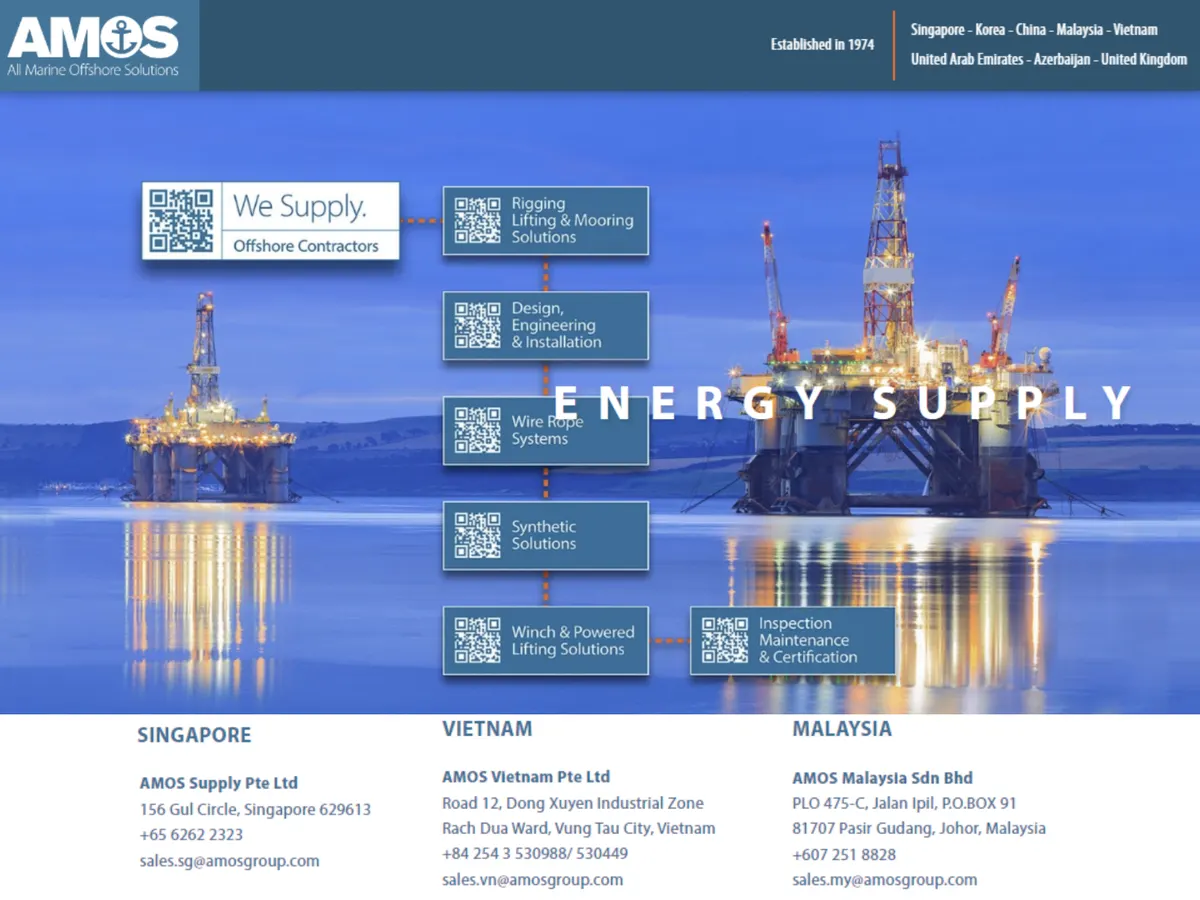 AMOS
All Marine Offshore Solutions
Established in 1974
Singapore - Korea - China - Malaysia - Vietnam
United Arab Emirates - Azerbaijan - United Kingdom
We Supply.
Offshore Contractors
Rigging
Lifting & Mooring
Solutions
Design,
Engineering
& Installation
ENERGY SUPPLY
Wire Rope
Systems
Synthetic
Solutions
Winch & Powered
Lifting Solutions
Inspection
Maintenance
& Certification
SINGAPORE
AMOS Supply Pte Ltd
156 Gul Circle, Singapore 629613
+65 6262 2323
sales.sg@amosgroup.com
VIETNAM
AMOS Vietnam Pte Ltd
Road 12, Dong Xuyen Industrial Zone
Rach Dua Ward, Vung Tau City, Vietnam
+84 254 3 530988/ 530449
sales.vn@amosgroup.com
MALAYSIA
AMOS Malaysia Sdn Bhd
PLO 475-C, Jalan Ipil, P.O.BOX 91
81707 Pasir Gudang, Johor, Malaysia
+607 251 8828
sales.my@amosgroup.com